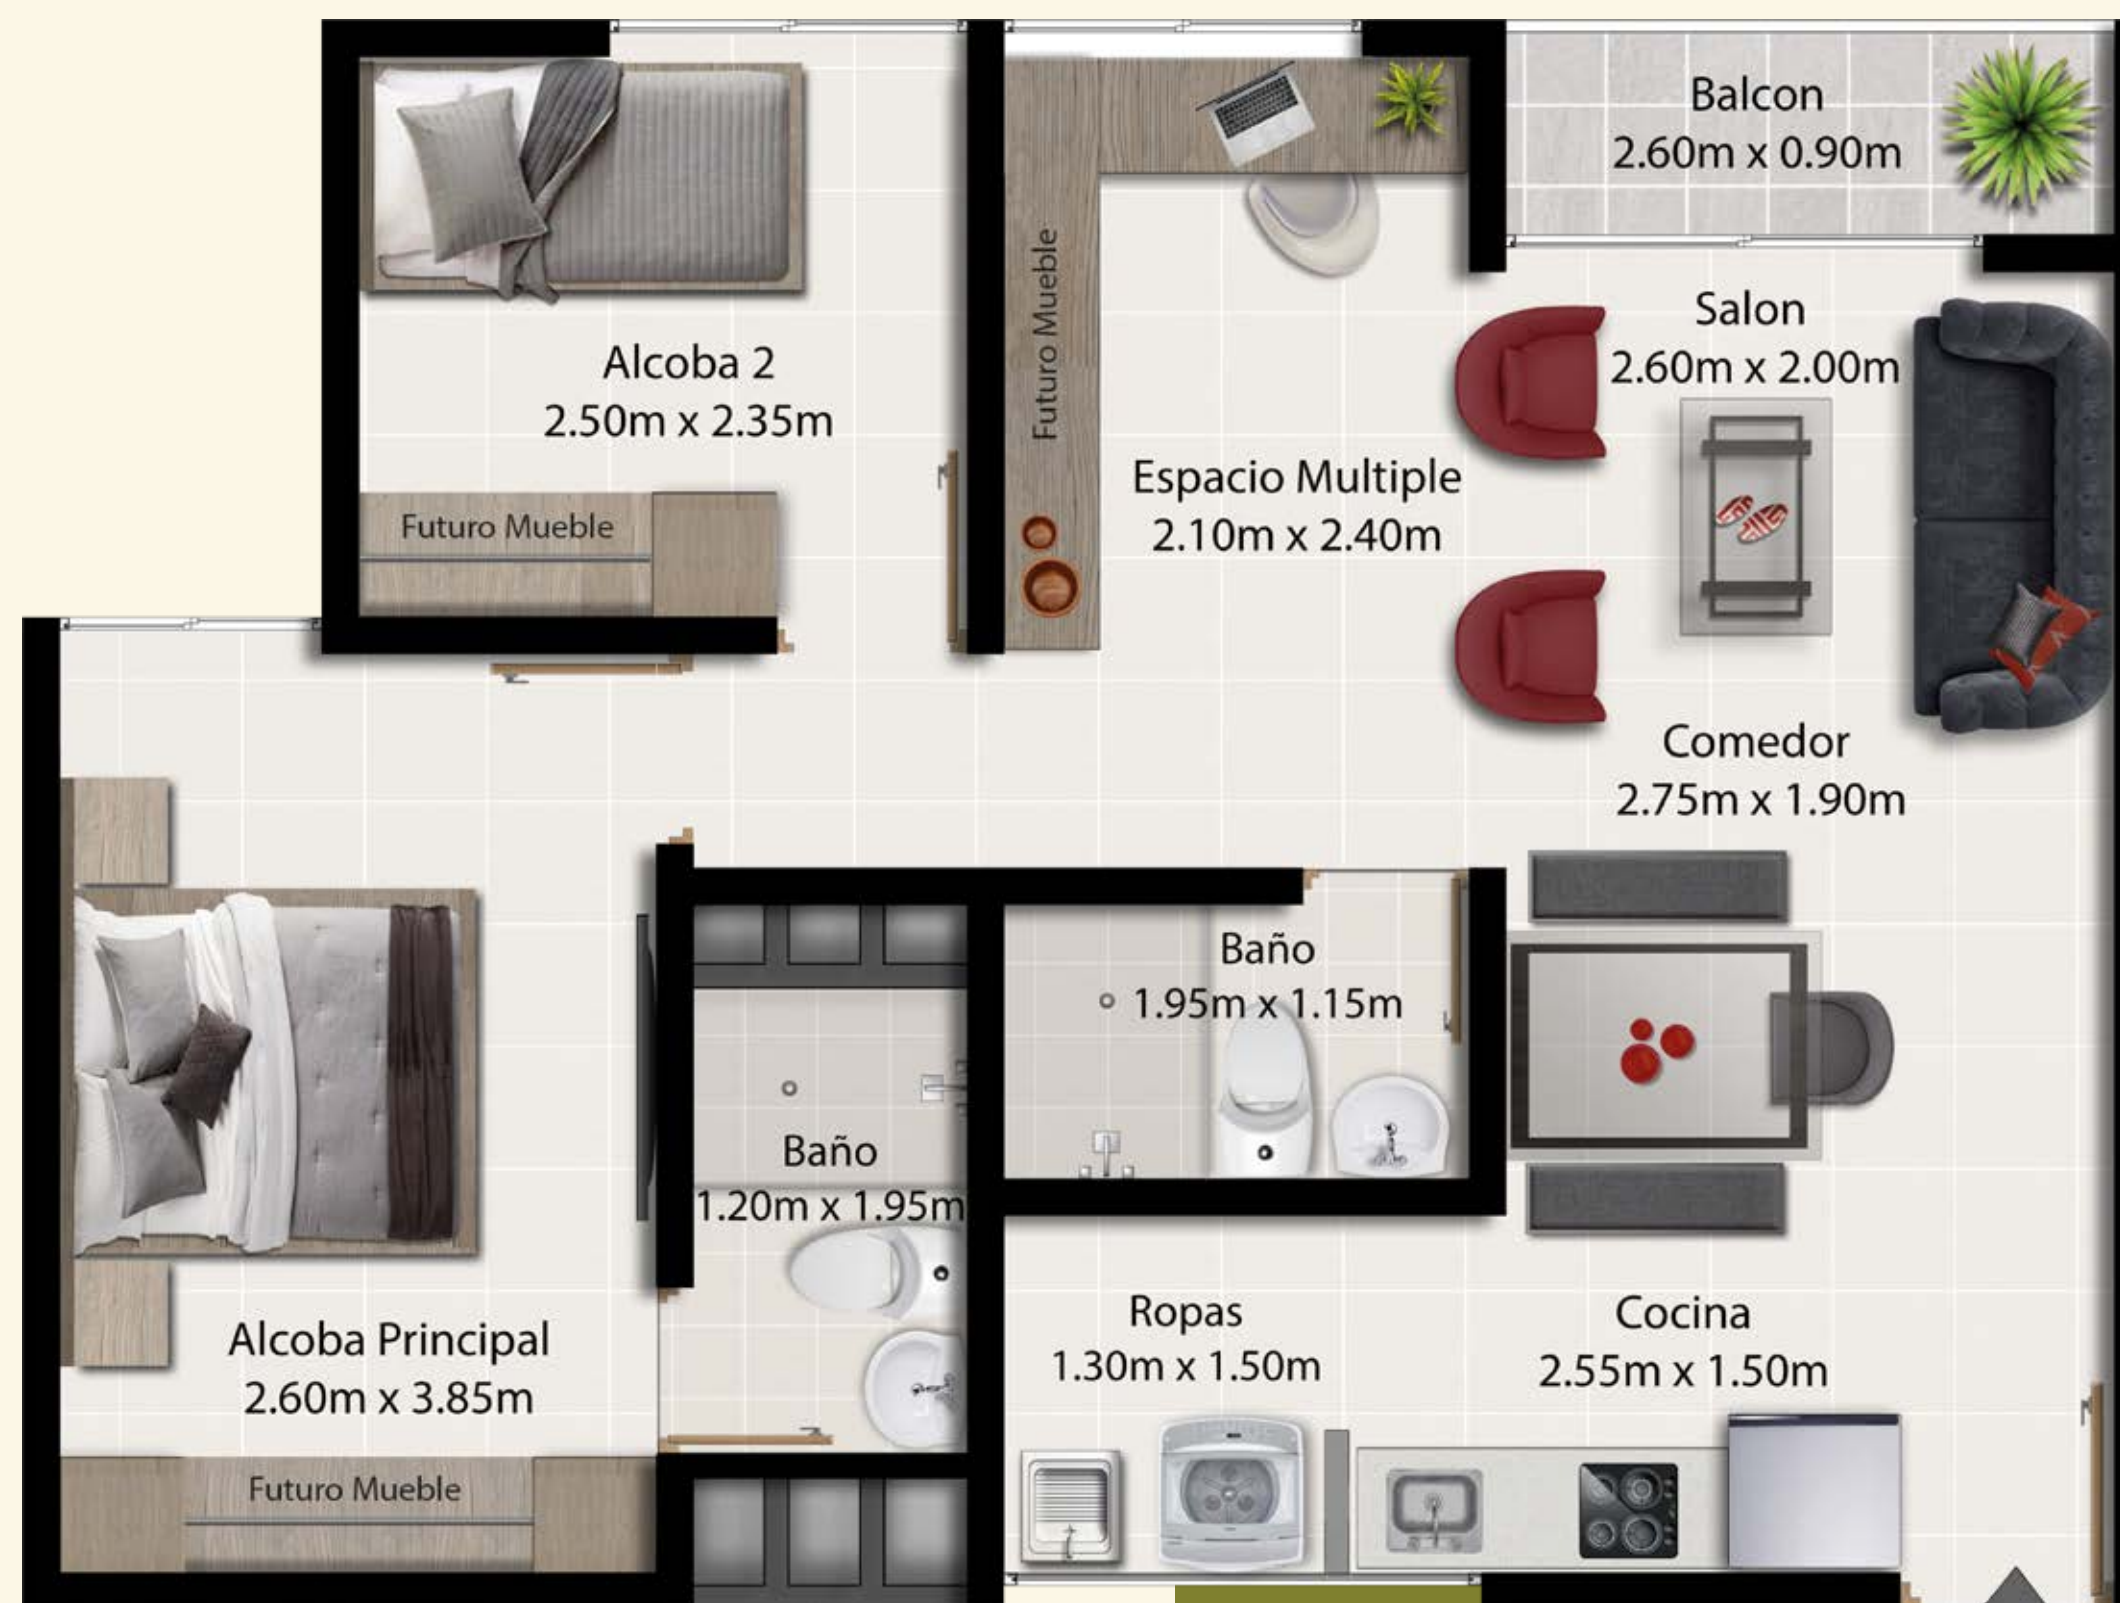 Balcon
2.60m x 0.90m
Salon
2.60m x 2.00m
Alcoba 2
2.50m x 2.35m
Futuro Mueble
Futuro Mueble
Espacio Multiple
2.10m x 2.40m
Comedor
2.75m x 1.90m
Baño
1.95m x 1.15m
Baño
1.20m x 1.95m
Alcoba Principal
2.60m x 3.85m
Futuro Mueble
Ropas
1.30m x 1.50m
Cocina
2.55m x 1.50m